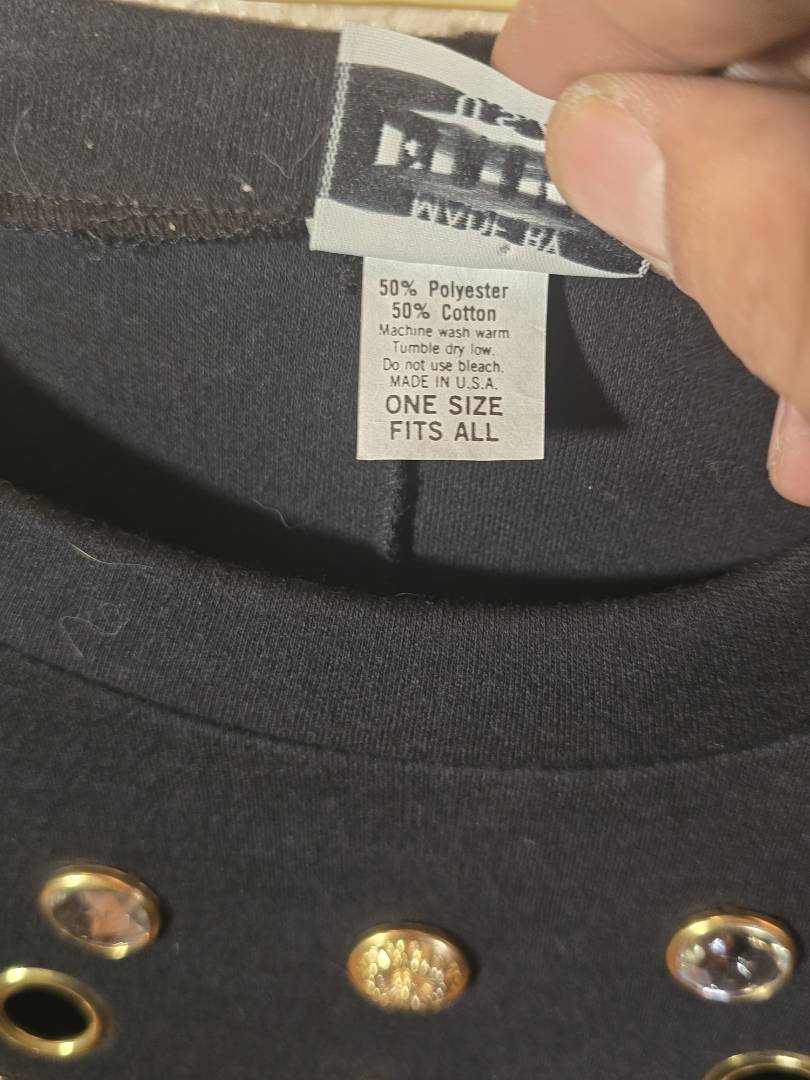 50% Polyester
50% Cotton
Machine wash warm
Tumble dry low.
Do not use bleach.
MADE IN U.S.A.
ONE SIZE
FITS ALL